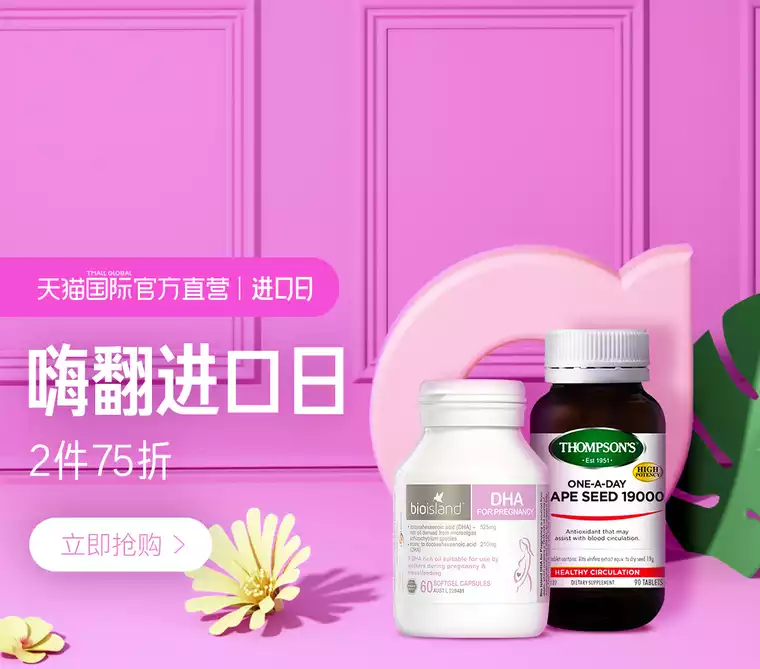 TMALL GLOBAL
天猫国际官方直营 | 进口日
嗨翻进口日
2件75折
立即抢购 >
bioisland
DHA
FOR PREGNANCY
60 SOFTGEL CAPSULES
THOMPSON'S
• Est 1951 •
HIGH
POTENCY
ONE-A-DAY
APE SEED 19000
Antioxidant that may
assist with blood circulation.
HEALTHY CIRCULATION
DIETARY SUPPLEMENT
90 TABLETS